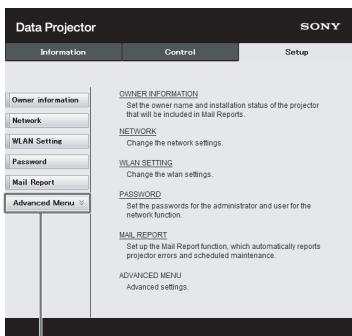 Data Projector
SONY
Information
Control
Setup
Owner information
Network
WLAN Setting
Password
Mail Report
Advanced Menu
OWNER INFORMATION
Set the owner name and installation status of the projector
that will be included in Mail Reports.
NETWORK
Change the network settings.
WLAN SETTING
Change the wlan settings.
PASSWORD
Set the passwords for the administrator and user for the
network function.
MAIL REPORT
Set up the Mail Report function, which automatically reports
projector errors and scheduled maintenance.
ADVANCED MENU
Advanced settings.